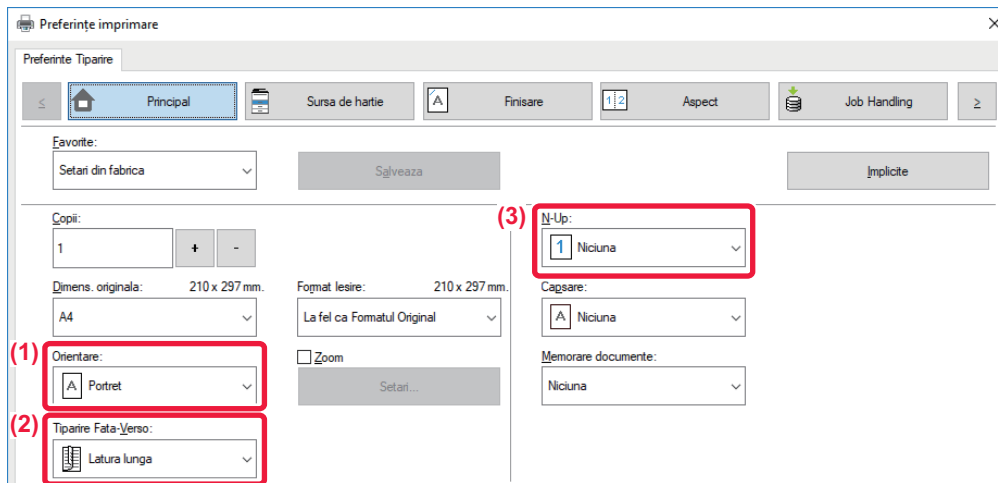 Preferințe imprimare
Preferinte Tiparire
< Principal Sursa de hartie A Finisare 1 2 Aspect Job Handling >
Favorite:
Setari din fabrica Salveaza Implicite
Copii: (3) N-Up:
1 + - 1 Niciuna
Dimens. originala: 210 x 297 mm. Format Iesire: 210 x 297 mm. Capsare:
A4 La fel ca Formatul Original A Niciuna
(1) Orientare: Zoom Memorare documente:
A Portret Setari... Niciuna
(2) Tiparire Fata-Verso:
Latura lunga